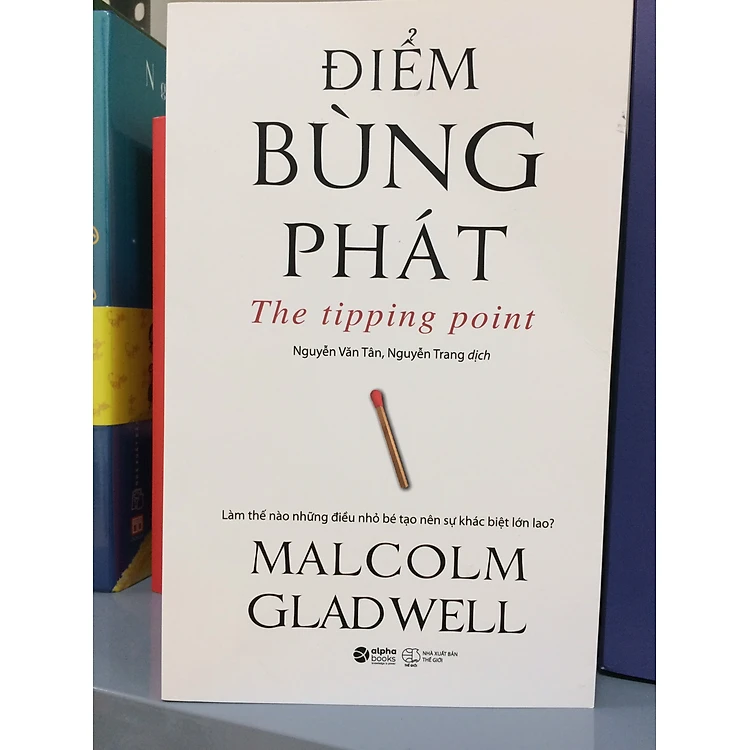 ĐIỂM
BÙNG
PHÁT
The tipping point
Nguyễn Văn Tân, Nguyễn Trang dịch
Làm thế nào những điều nhỏ bé tạo nên sự khác biệt lớn lao?
MALCOLM
GLADWELL
alpha books
NHÀ XUẤT BẢN
THẾ GIỚI
N